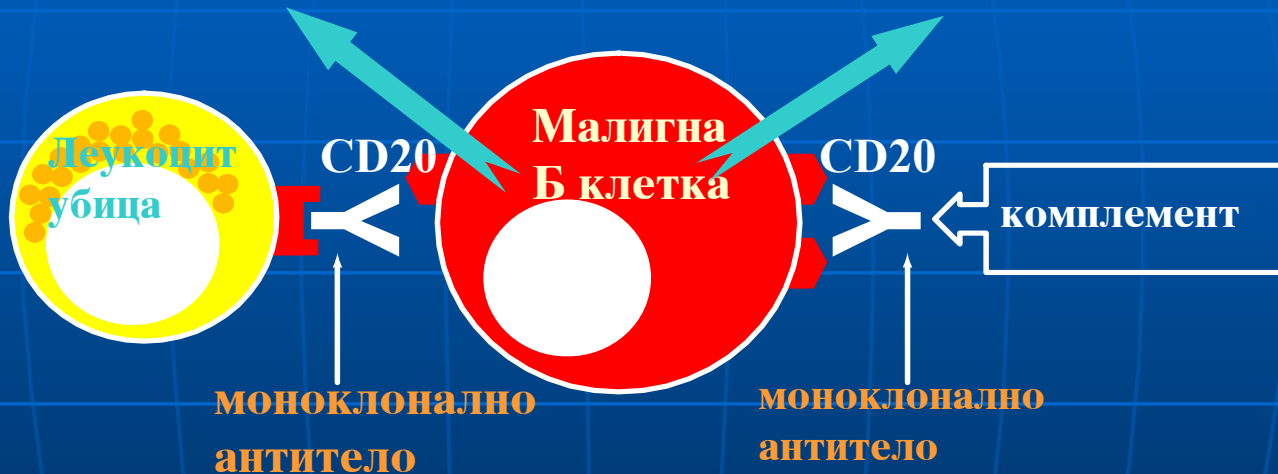 Леукоцит
убица
CD20
Малигна
Б клетка
CD20
комплемент
моноклонално
антитело
моноклонално
антитело